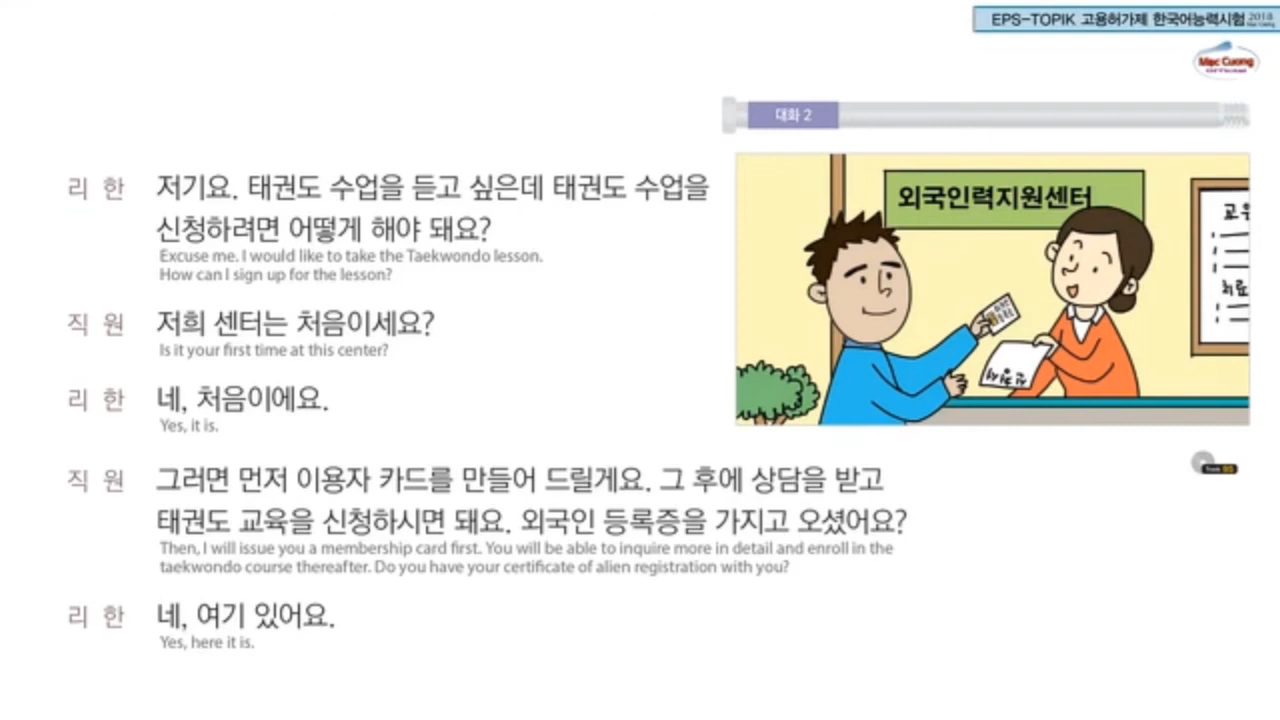 EPS-TOPIK 고용허가제 한국어능력시험 2018
Mạc Cường
대화 2
리 한 저기요. 태권도 수업을 듣고 싶은데 태권도 수업을
신청하려면 어떻게 해야 돼요?
Excuse me. I would like to take the Taekwondo lesson.
How can I sign up for the lesson?
직 원 저희 센터는 처음이세요?
Is it your first time at this center?
리 한 네, 처음이에요.
Yes, it is.
직 원 그러면 먼저 이용자 카드를 만들어 드릴게요. 그 후에 상담을 받고
태권도 교육을 신청하시면 돼요. 외국인 등록증을 가지고 오셨어요?
Then, I will issue you a membership card first. You will be able to inquire more in detail and enroll in the
taekwondo course thereafter. Do you have your certificate of alien registration with you?
리 한 네, 여기 있어요.
Yes, here it is.
외국인력지원센터
치료
신청서